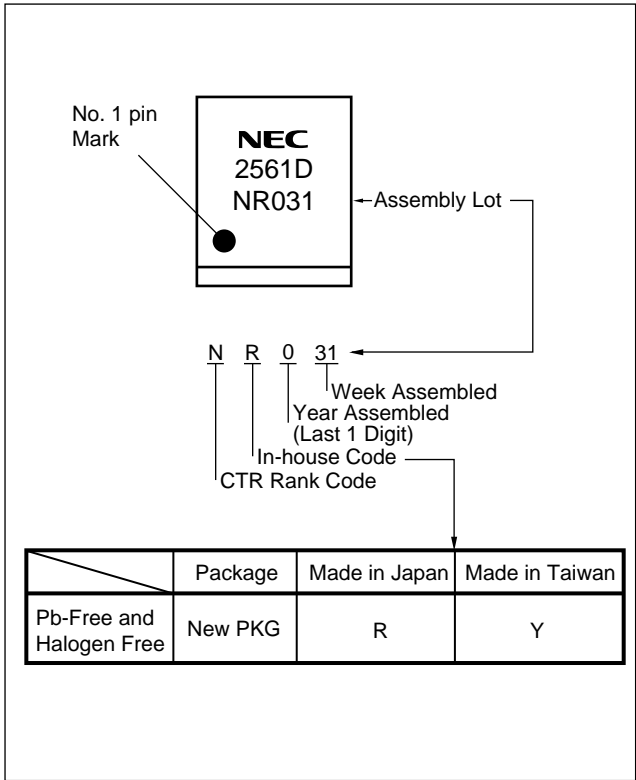 No. 1 pin
Mark
NEC
2561D
NR031
Assembly Lot
N R 0 31
Week Assembled
Year Assembled
(Last 1 Digit)
In-house Code
CTR Rank Code
Package Made in Japan Made in Taiwan
Pb-Free and
Halogen Free New PKG R Y